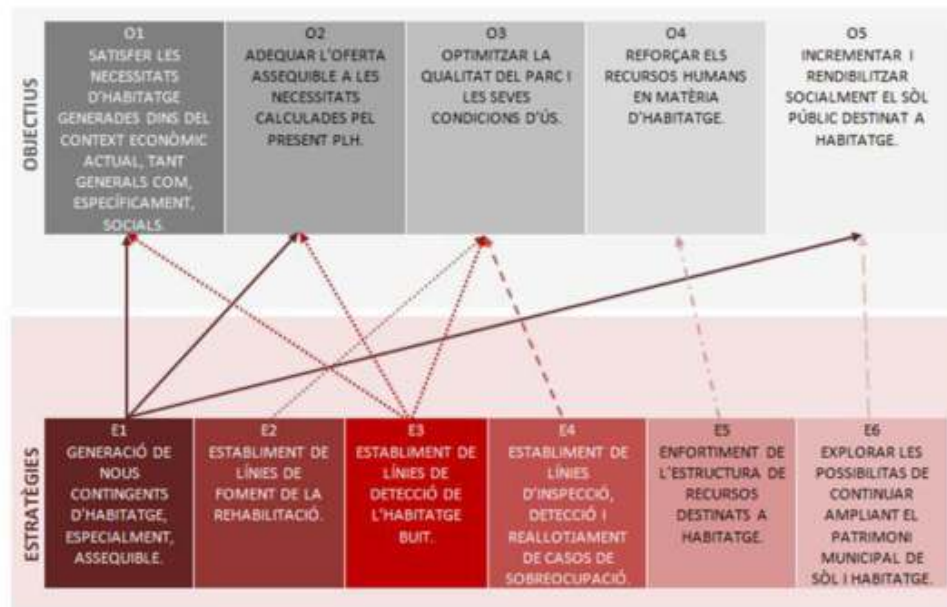 OBJECTIUS
O1
SATISFER LES
NECESSITATS
D'HABITATGE
GENERADES DINS DEL
CONTEXT ECONÒMIC
ACTUAL, TANT
GENERALS COM,
ESPECÍFICAMENT,
SOCIALS.
O2
ADEQUAR L'OFERTA
ASSEQUIBLE A LES
NECESSITATS
CALCULADES PEL
PRESENT PLH.
O3
OPTIMITZAR LA
QUALITAT DEL PARC I
LES SEVES
CONDICIONS D'ÚS.
O4
REFORÇAR ELS
RECURSOS HUMANS
EN MATÈRIA
D'HABITATGE.
O5
INCREMENTAR I
RENDIBILITZAR
SOCIALMENT EL SÒL
PÚBLIC DESTINAT A
HABITATGE.
ESTRATÈGIES
E1
GENERACIÓ DE
NOUS
CONTINGENTS
D'HABITATGE,
ESPECIALMENT,
ASSEQUIBLE.
E2
ESTABLIMENT DE
LÍNIES DE
FOMENT DE LA
REHABILITACIÓ.
E3
ESTABLIMENT DE
LÍNIES DE
DETECCIÓ DE
L'HABITATGE
BUIT.
E4
ESTABLIMENT DE
LÍNIES
D'INSPECCIÓ,
DETECCIÓ I
REALLOTJAMENT
DE CASOS DE
SOBREOCUPACIÓ.
E5
ENFORTIMENT DE
L'ESTRUCTURA DE
RECURSOS
DESTINATS A
HABITATGE.
E6
EXPLORAR LES
POSSIBILITAS DE
CONTINUAR
AMPLIANT EL
PATRIMONI
MUNICIPAL DE
SÒL I HABITATGE.